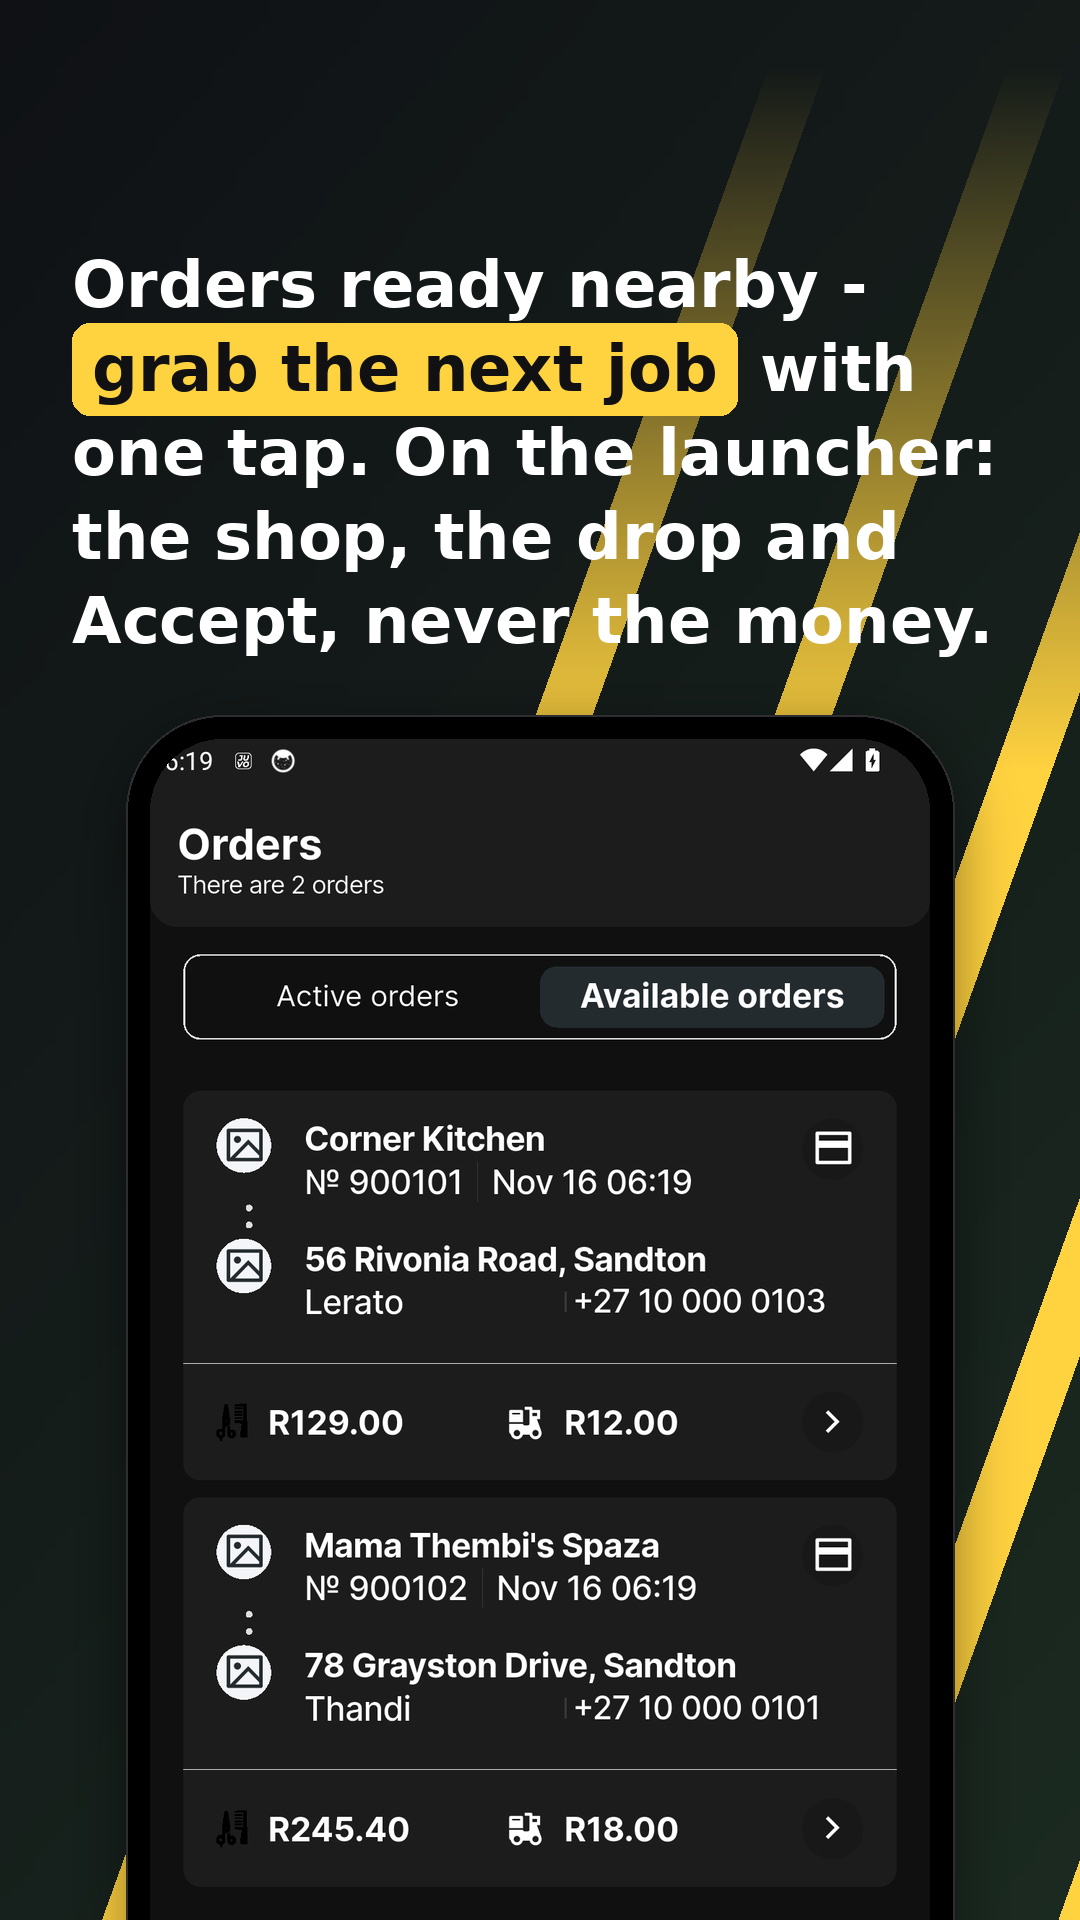 Orders ready nearby -
grab the next job with
one tap. On the launcher:
the shop, the drop and
Accept, never the money.
6:19
JUVO
Orders
There are 2 orders
Active orders
Available orders
Corner Kitchen
№ 900101 Nov 16 06:19
56 Rivonia Road, Sandton
Lerato +27 10 000 0103
R129.00 R12.00
Mama Thembi's Spaza
№ 900102 Nov 16 06:19
78 Grayston Drive, Sandton
Thandi +27 10 000 0101
R245.40 R18.00